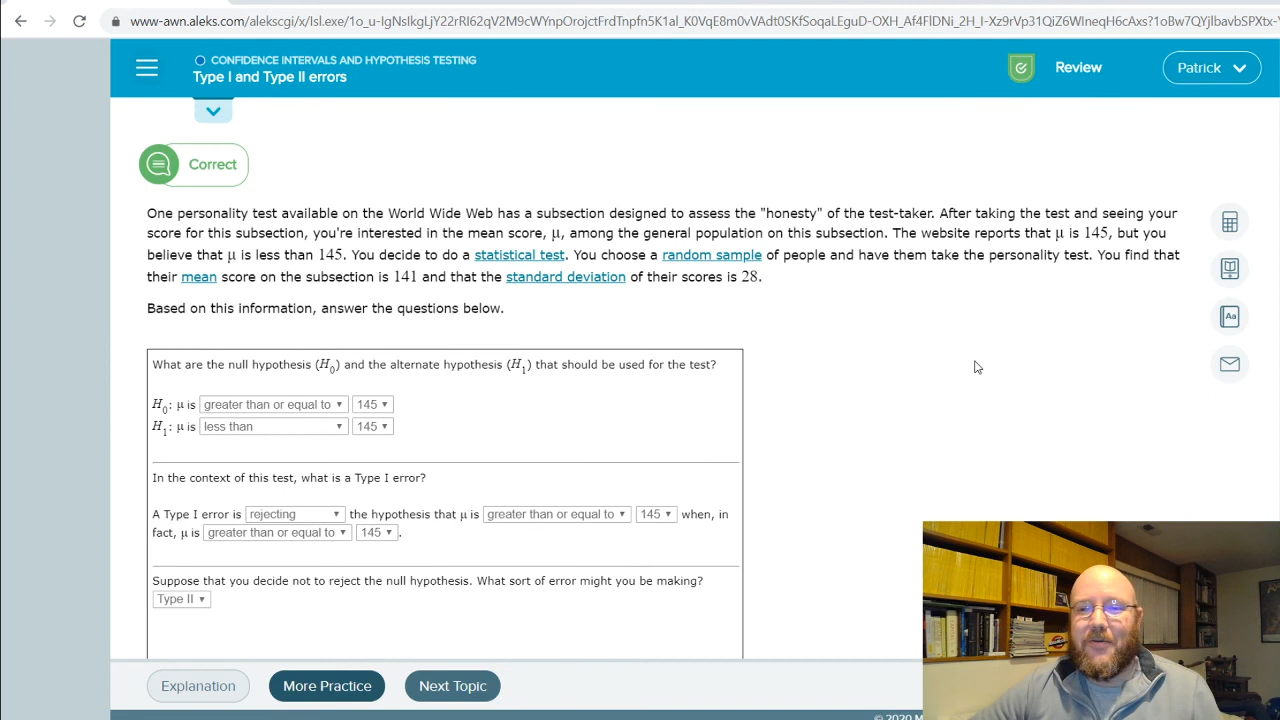 www-awn.aleks.com/alekscgi/x/Isl.exe/1o_u-IgNsIkgLjY22rRI62qV2M9cWYnpOrojctFrdTnpfn5K1al_K0VqE8m0vVAdt0SKfSoqaLEguD-OXH_Af4FlDNi_2H_I-Xz9rVp31QiZ6WIneqH6cAxs?1oBw7QYjlbavbSPXtx-
CONFIDENCE INTERVALS AND HYPOTHESIS TESTING
Type I and Type II errors
Review
Patrick
Correct
One personality test available on the World Wide Web has a subsection designed to assess the "honesty" of the test-taker. After taking the test and seeing your
score for this subsection, you're interested in the mean score, μ, among the general population on this subsection. The website reports that μ is 145, but you
believe that μ is less than 145. You decide to do a statistical test. You choose a random sample of people and have them take the personality test. You find that
their mean score on the subsection is 141 and that the standard deviation of their scores is 28.
Based on this information, answer the questions below.
What are the null hypothesis (H0) and the alternate hypothesis (H1) that should be used for the test?
H0: μ is greater than or equal to 145
H1: μ is less than 145
In the context of this test, what is a Type I error?
A Type I error is rejecting the hypothesis that μ is greater than or equal to 145 when, in
fact, μ is greater than or equal to 145.
Suppose that you decide not to reject the null hypothesis. What sort of error might you be making?
Type II
Aa
Explanation
More Practice
Next Topic
© 2020 M